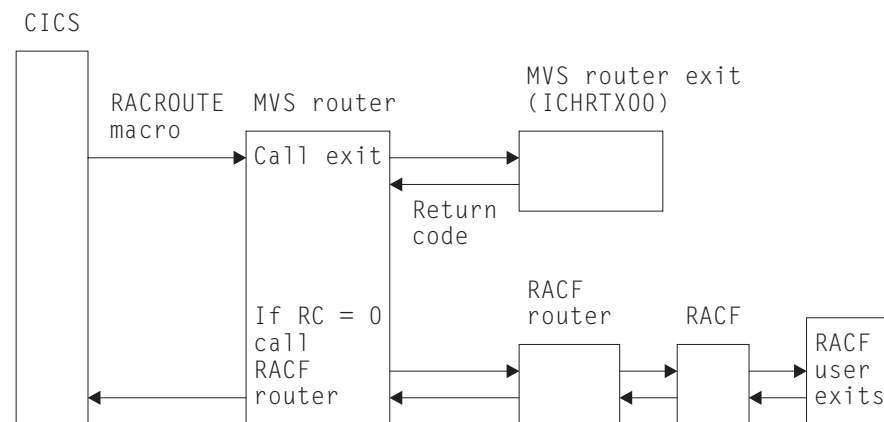 CICS
RACROUTE
macro
MVS router
MVS router exit
(ICHRTX00)
Call exit
Return
code
If RC = 0
call
RACF
router
RACF
router
RACF
RACF
user
exits